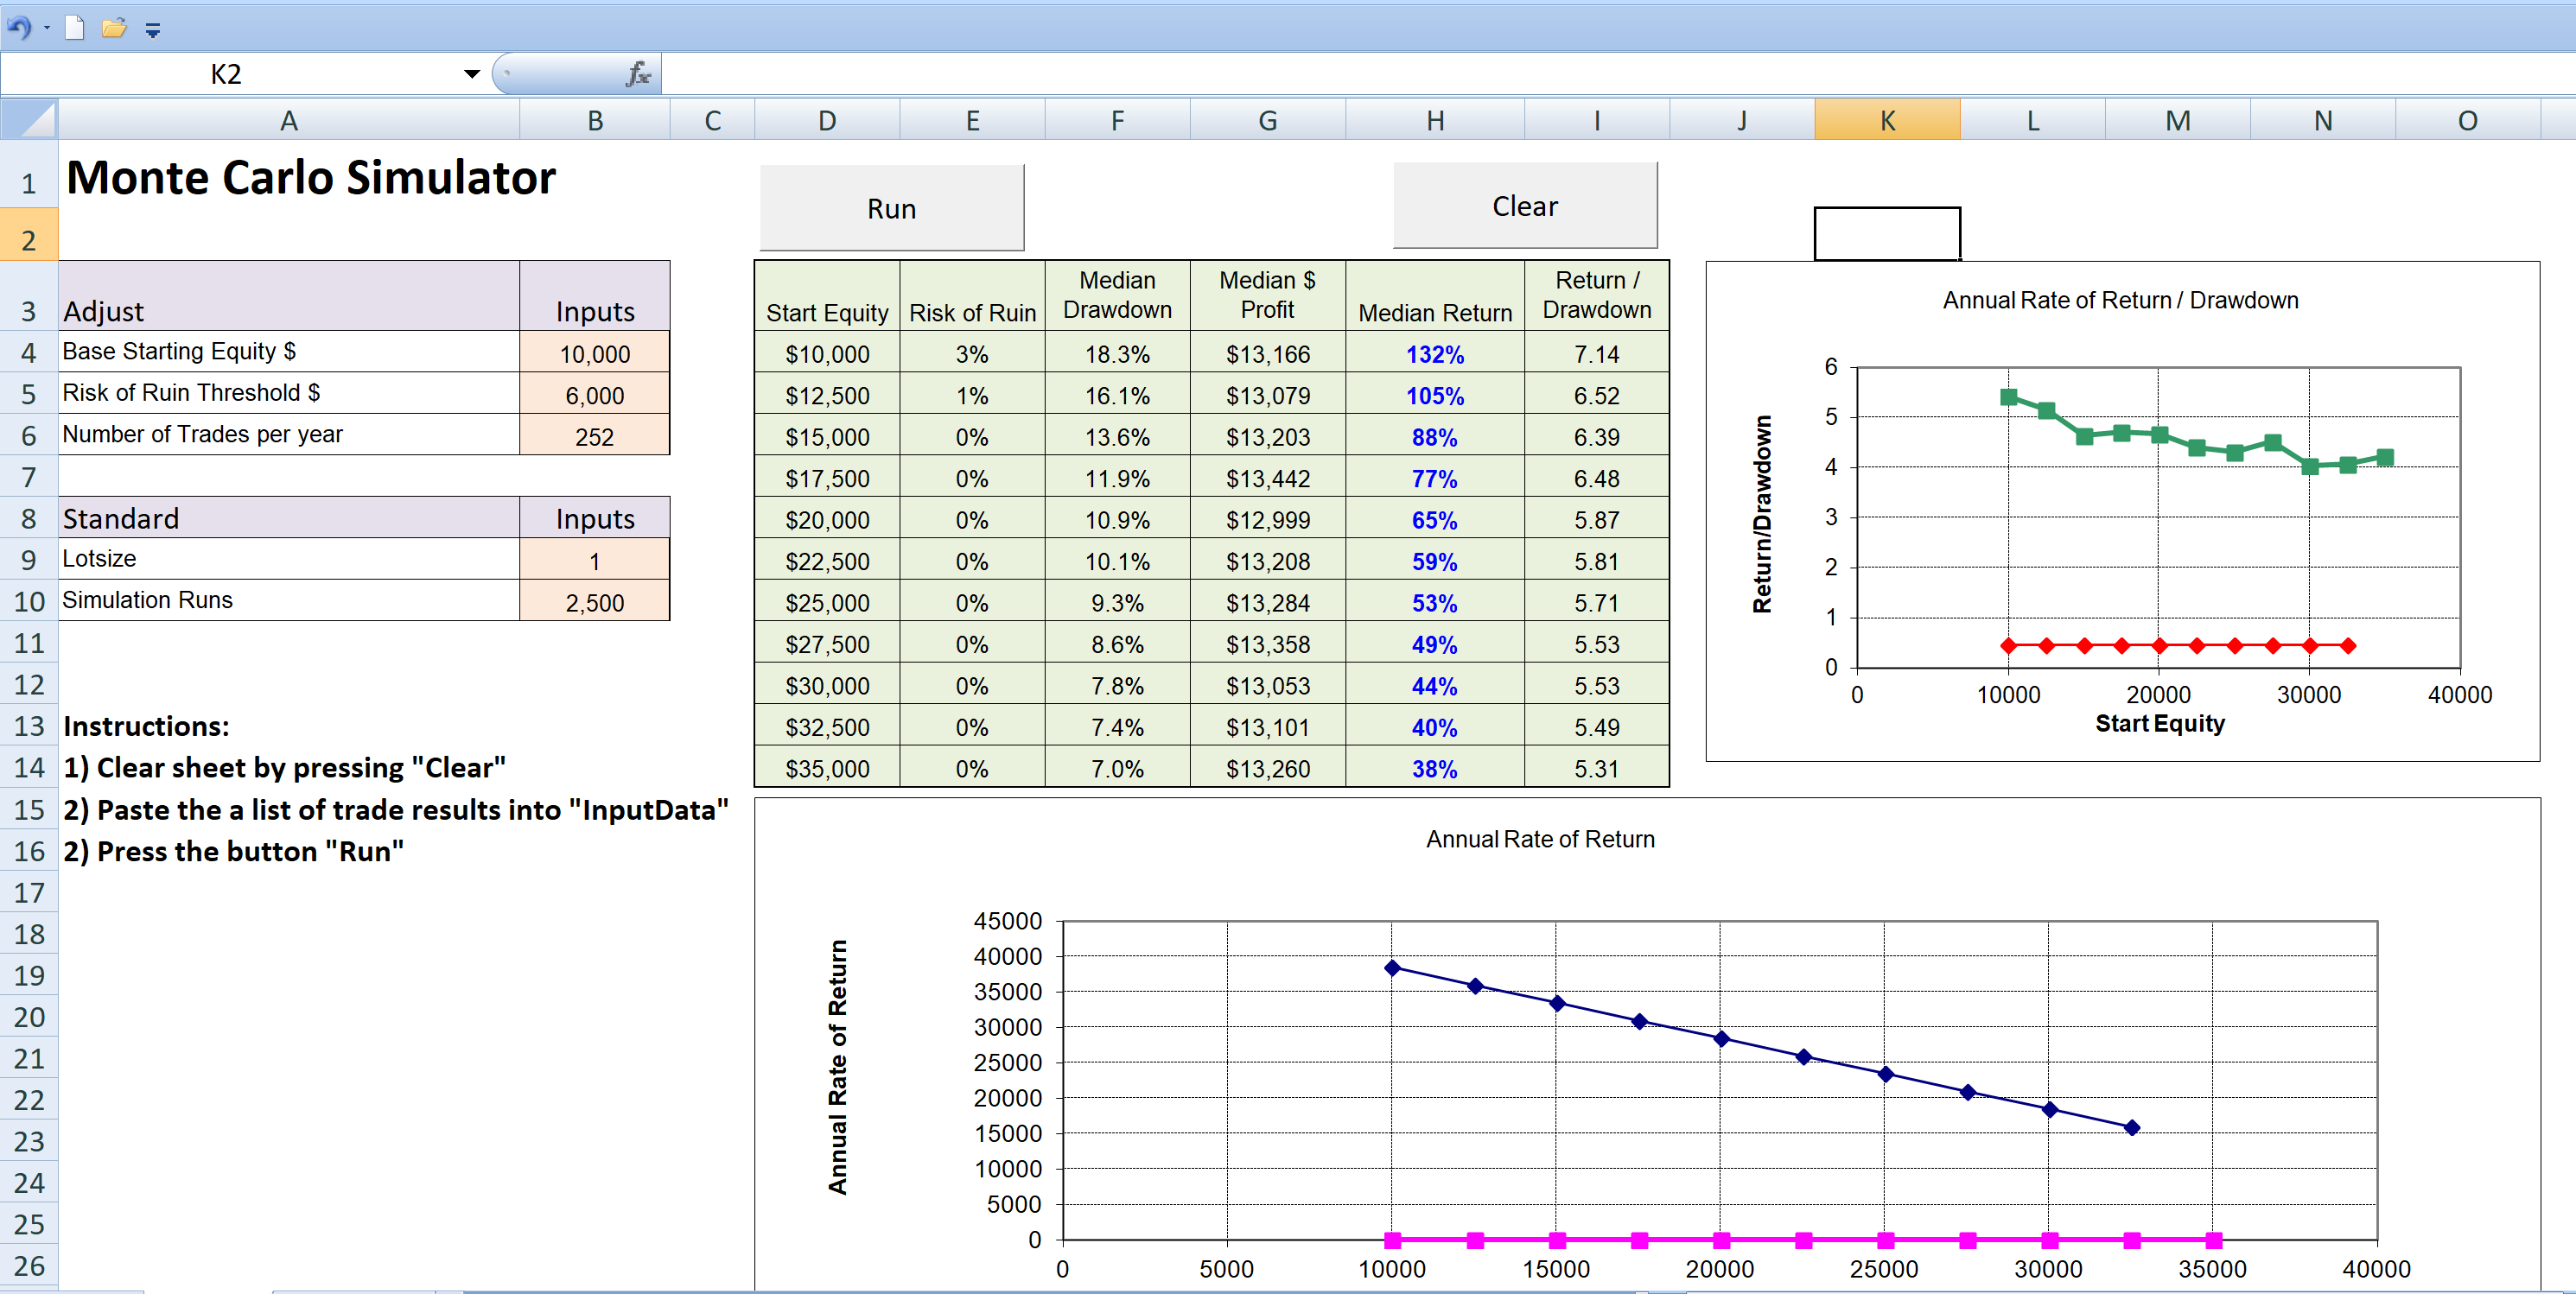 K2
fx
A B C D E F G H I J K L M N O
1 Monte Carlo Simulator
Run
Clear
2
3 Adjust Inputs
4 Base Starting Equity $ 10,000
5 Risk of Ruin Threshold $ 6,000
6 Number of Trades per year 252
7
8 Standard Inputs
9 Lotsize 1
10 Simulation Runs 2,500
11
12
13 Instructions:
14 1) Clear sheet by pressing "Clear"
15 2) Paste the a list of trade results into "InputData"
16 2) Press the button "Run"
17
18
19
20
21
22
23
24
25
26
Start Equity Risk of Ruin Median Drawdown Median $ Profit Median Return Return / Drawdown
$10,000 3% 18.3% $13,166 132% 7.14
$12,500 1% 16.1% $13,079 105% 6.52
$15,000 0% 13.6% $13,203 88% 6.39
$17,500 0% 11.9% $13,442 77% 6.48
$20,000 0% 10.9% $12,999 65% 5.87
$22,500 0% 10.1% $13,208 59% 5.81
$25,000 0% 9.3% $13,284 53% 5.71
$27,500 0% 8.6% $13,358 49% 5.53
$30,000 0% 7.8% $13,053 44% 5.53
$32,500 0% 7.4% $13,101 40% 5.49
$35,000 0% 7.0% $13,260 38% 5.31
Annual Rate of Return / Drawdown
Return/Drawdown
6
5
4
3
2
1
0
0 10000 20000 30000 40000
Start Equity
Annual Rate of Return
Annual Rate of Return
45000
40000
35000
30000
25000
20000
15000
10000
5000
0
0 5000 10000 15000 20000 25000 30000 35000 40000